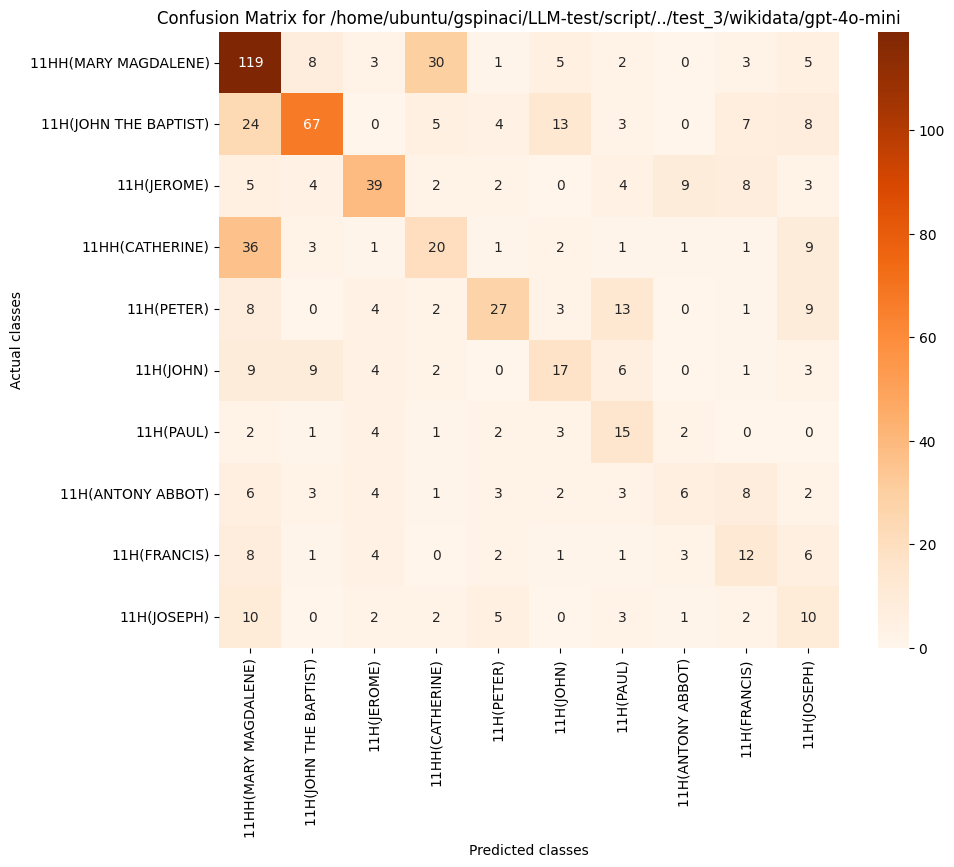 Confusion Matrix for /home/ubuntu/gspinaci/LLM-test/script/../test_3/wikidata/gpt-4o-mini
Actual classes
11HH(MARY MAGDALENE) 119 8 3 30 1 5 2 0 3 5
11H(JOHN THE BAPTIST) 24 67 0 5 4 13 3 0 7 8
11H(JEROME) 5 4 39 2 2 0 4 9 8 3
11HH(CATHERINE) 36 3 1 20 1 2 1 1 1 9
11H(PETER) 8 0 4 2 27 3 13 0 1 9
11H(JOHN) 9 9 4 2 0 17 6 0 1 3
11H(PAUL) 2 1 4 1 2 3 15 2 0 0
11H(ANTONY ABBOT) 6 3 4 1 3 2 3 6 8 2
11H(FRANCIS) 8 1 4 0 2 1 1 3 12 6
11H(JOSEPH) 10 0 2 2 5 0 3 1 2 10
11HH(MARY MAGDALENE)
11H(JOHN THE BAPTIST)
11H(JEROME)
11HH(CATHERINE)
11H(PETER)
11H(JOHN)
11H(PAUL)
11H(ANTONY ABBOT)
11H(FRANCIS)
11H(JOSEPH)
Predicted classes
100
80
60
40
20
0